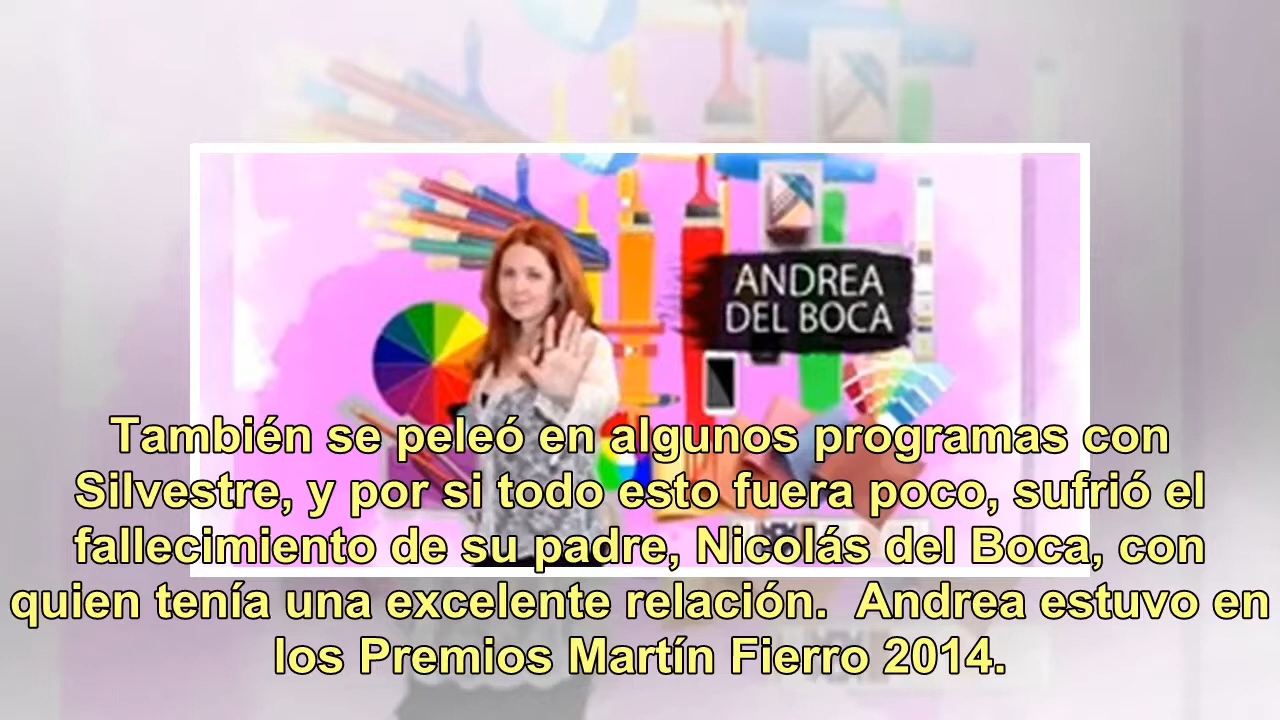 ANDREA
DEL BOCA
También se peleó en algunos programas con
Silvestre, y por si todo esto fuera poco, sufrió el
fallecimiento de su padre, Nicolás del Boca, con
quien tenía una excelente relación.  Andrea estuvo en
los Premios Martín Fierro 2014.